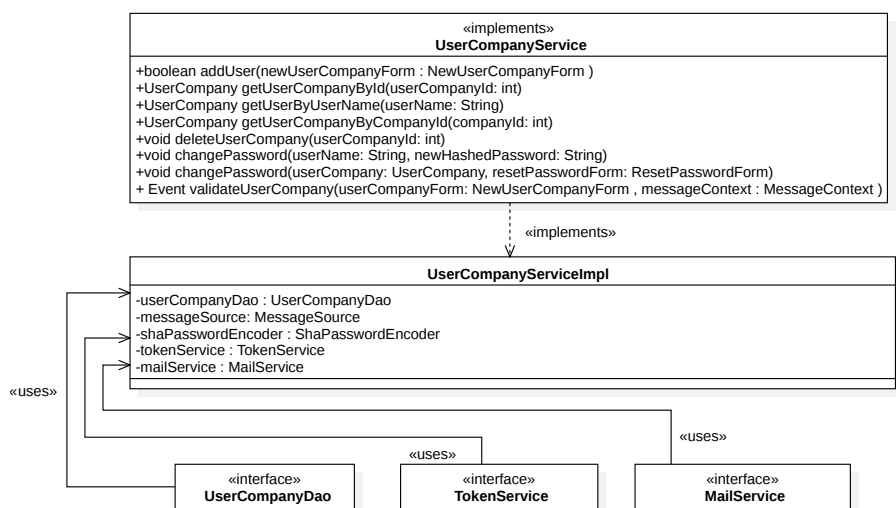 «implements»
UserCompanyService
+boolean addUser(newUserCompanyForm : NewUserCompanyForm )
+UserCompany getUserCompanyById(userCompanyId: int)
+UserCompany getUserByUserName(userName: String)
+UserCompany getUserCompanyByCompanyId(companyId: int)
+void deleteUserCompany(userCompanyId: int)
+void changePassword(userName: String, newHashedPassword: String)
+void changePassword(userCompany: UserCompany, resetPasswordForm: ResetPasswordForm)
+ Event validateUserCompany(userCompanyForm: NewUserCompanyForm , messageContext : MessageContext )
«implements»
UserCompanyServiceImpl
-userCompanyDao : UserCompanyDao
-messageSource: MessageSource
-shaPasswordEncoder : ShaPasswordEncoder
-tokenService : TokenService
-mailService : MailService
«uses»
«uses»
«uses»
«interface»
UserCompanyDao
«interface»
TokenService
«interface»
MailService